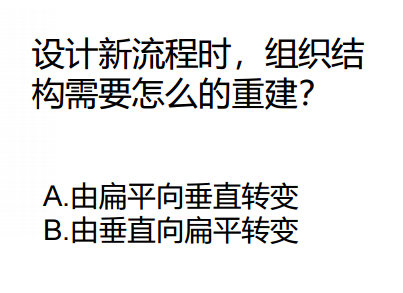 设计新流程时，组织结
构需要怎么的重建？
A.由扁平向垂直转变
B.由垂直向扁平转变